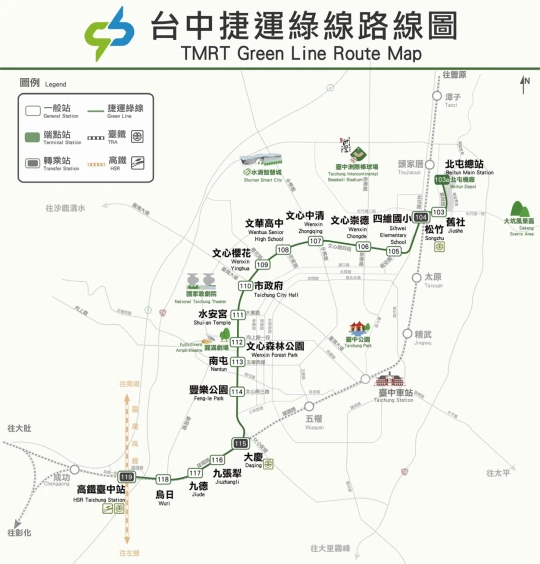 台中捷運綠線路線圖
TMRT Green Line Route Map
圖例 Legend
一般站
General Station
捷運綠線
Green Line
端點站
Terminal Station
臺鐵
TRA
轉乘站
Transfer Station
高鐵
HSR
N
往豐原
潭子
Tanzi
頭家厝
Toujiacuo
北屯總站
Beitun Main Station
103a
北屯機廠
Beitun Depot
水湳智慧城
Shuinan Smart City
臺中洲際棒球場
Taichung Intercontinental
Baseball Stadium
往沙鹿清水
大坑風景區
Dakeng
Scenic Area
103
舊社
Jiushe
104
松竹
Songzhu
四維國小
Sihwei
Elementary
School
105
文心崇德
Wenxin
Chongde
106
文心中清
Wenxin
Zhongqing
107
文華高中
Wenhua Senior
High School
108
文心櫻花
Wenxin
Yinghua
109
太原
Taiyuan
110
市政府
Taichung City Hall
國家歌劇院
National Taichung Theater
水安宮
Shui-an Temple
111
圓滿劇場
Fulfillment
Amphitheater
112
文心森林公園
Wenxin Forest Park
臺中公園
Taichung Park
精武
Jingwu
南屯
Nantun
113
豐樂公園
Feng-le Park
114
臺中車站
Taichung Station
五權
Wuquan
往南港
臺灣高鐵
往大肚
115
大慶
Daqing
116
九張犁
Jiuzhangli
117
九德
Jiude
118
烏日
Wuri
119
高鐵臺中站
HSR Taichung Station
成功
Chenggong
往太平
往彰化
往左營
往大里霧峰